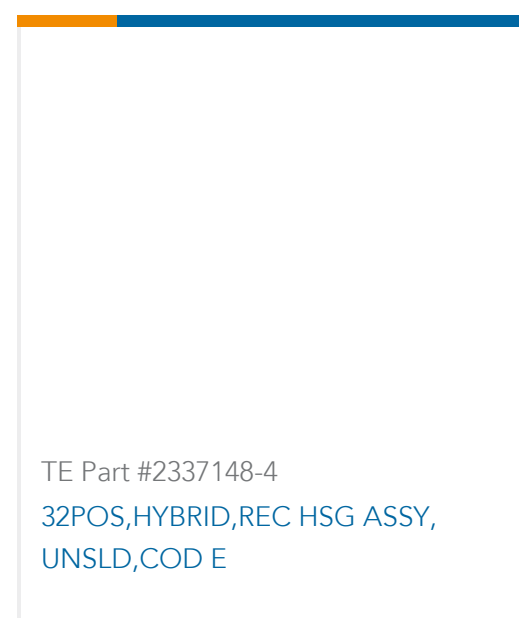 TE Part #2337148-4
32POS,HYBRID,REC HSG ASSY,
UNSLD,COD E